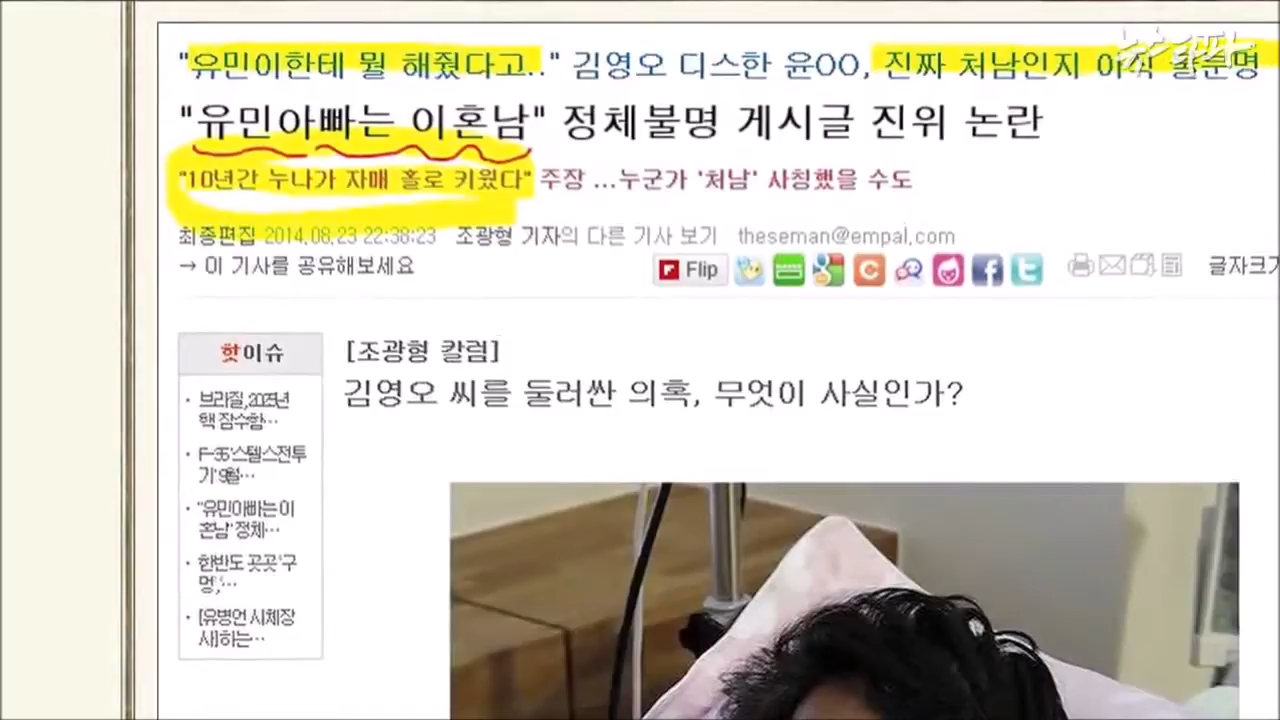 "유민이한테 뭘 해줬다고.." 김영오 디스한 윤OO, 진짜 처남인지 아직 불분명
"유민아빠는 이혼남" 정체불명 게시글 진위 논란
"10년간 누나가 자매 홀로 키웠다" 주장 ...누군가 '처남' 사칭했을 수도
최종편집 2014.08.23 22:38:23 조광형 기자의 다른 기사 보기 theseman@empal.com
→ 이 기사를 공유해보세요
Flip
글자크기
핫이슈
[조광형 칼럼]
김영오 씨를 둘러싼 의혹, 무엇이 사실인가?
· 브라질, 2025년
핵 잠수함…
· F-35 '스텔스전투
기' 9월…
· "유민아빠는 이
혼남" 정체…
· 한반도 곳곳 '구
멍',…
· [유병언 시체장
사]하는…